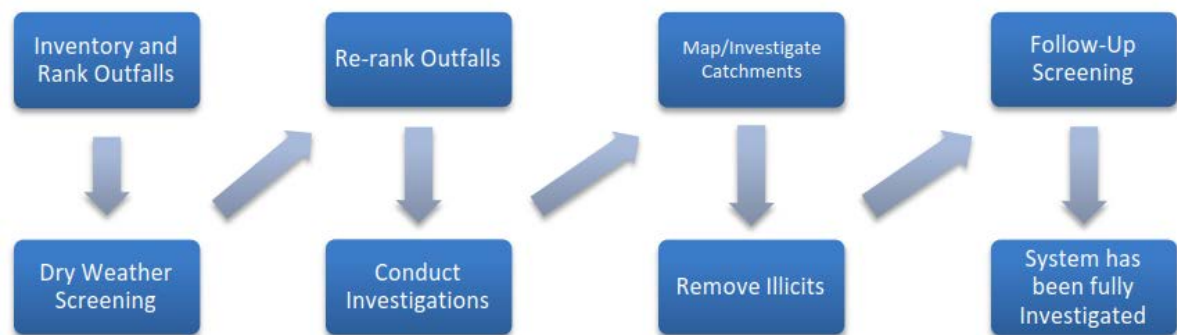 Inventory and
Rank Outfalls
Dry Weather
Screening
Re-rank Outfalls
Conduct
Investigations
Map/Investigate
Catchments
Remove Illicits
Follow-Up
Screening
System has
been fully
Investigated